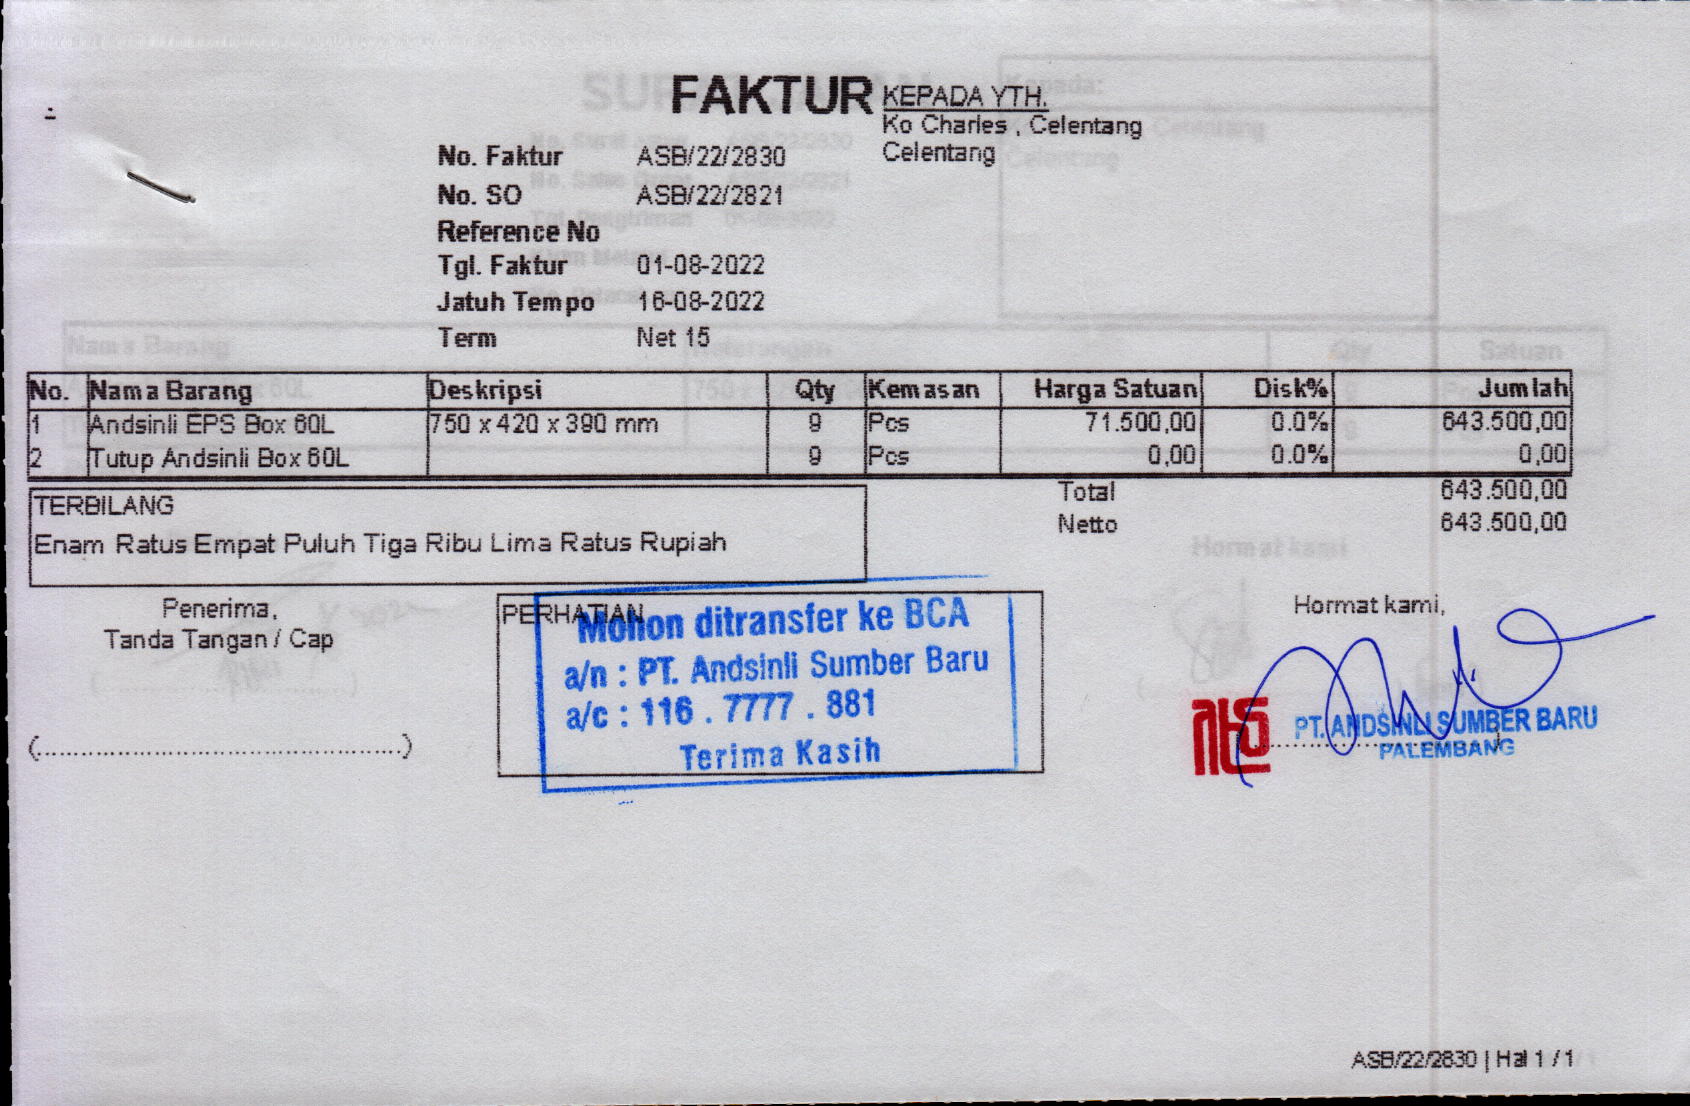 FAKTUR
KEPADA YTH.
Ko Charles , Celentang
Celentang
No. Faktur ASB/22/2830
No. SO ASB/22/2821
Reference No
Tgl. Faktur 01-08-2022
Jatuh Tempo 16-08-2022
Term Net 15
No. Nama Barang Deskripsi Qty Kemasan Harga Satuan Disk% Jumlah
1 Andsinli EPS Box 60L 750 x 420 x 390 mm 9 Pcs 71.500,00 0.0% 643.500,00
2 Tutup Andsinli Box 60L 9 Pcs 0,00 0.0% 0,00
Total 643.500,00
Netto 643.500,00
TERBILANG
Enam Ratus Empat Puluh Tiga Ribu Lima Ratus Rupiah
Penerima,
Tanda Tangan / Cap
(................................................)
PERHATIAN
Mohon ditransfer ke BCA
a/n : PT. Andsinli Sumber Baru
a/c : 116 . 7777 . 881
Terima Kasih
Hormat kami,
PT. ANDSINLI SUMBER BARU
PALEMBANG
ASB/22/2830 | Hal 1 / 1